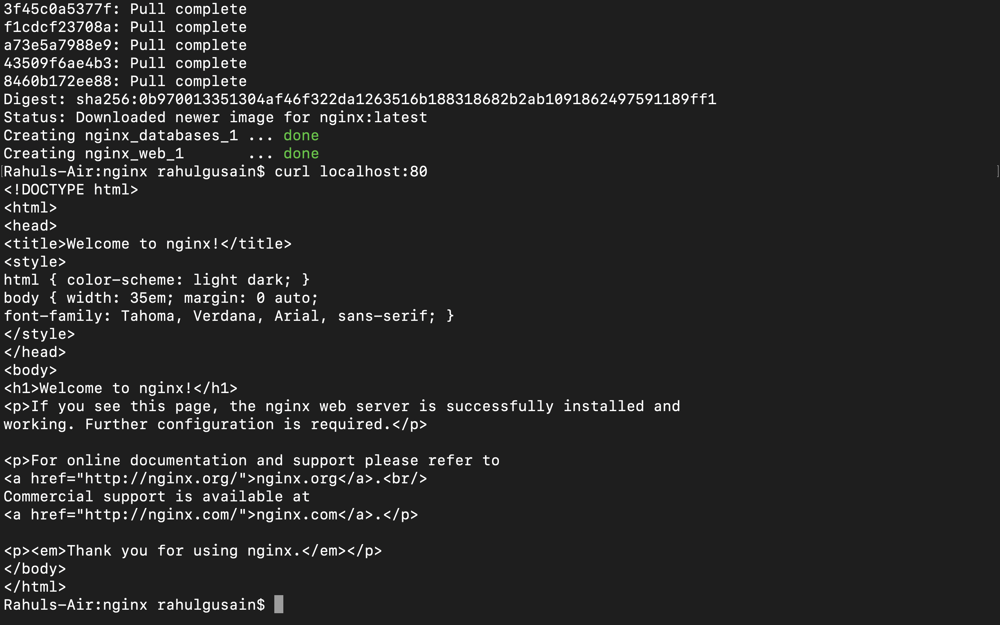 3f45c0a5377f: Pull complete
f1cdcf23708a: Pull complete
a73e5a7988e9: Pull complete
43509f6ae4b3: Pull complete
8460b172ee88: Pull complete
Digest: sha256:0b970013351304af46f322da1263516b188318682b2ab1091862497591189ff1
Status: Downloaded newer image for nginx:latest
Creating nginx_databases_1 ... done
Creating nginx_web_1       ... done
[Rahuls-Air:nginx rahulgusain$ curl localhost:80 ]
<!DOCTYPE html>
<html>
<head>
<title>Welcome to nginx!</title>
<style>
html { color-scheme: light dark; }
body { width: 35em; margin: 0 auto;
font-family: Tahoma, Verdana, Arial, sans-serif; }
</style>
</head>
<body>
<h1>Welcome to nginx!</h1>
<p>If you see this page, the nginx web server is successfully installed and
working. Further configuration is required.</p>

<p>For online documentation and support please refer to
<a href="http://nginx.org/">nginx.org</a>.<br/>
Commercial support is available at
<a href="http://nginx.com/">nginx.com</a>.</p>

<p><em>Thank you for using nginx.</em></p>
</body>
</html>
Rahuls-Air:nginx rahulgusain$